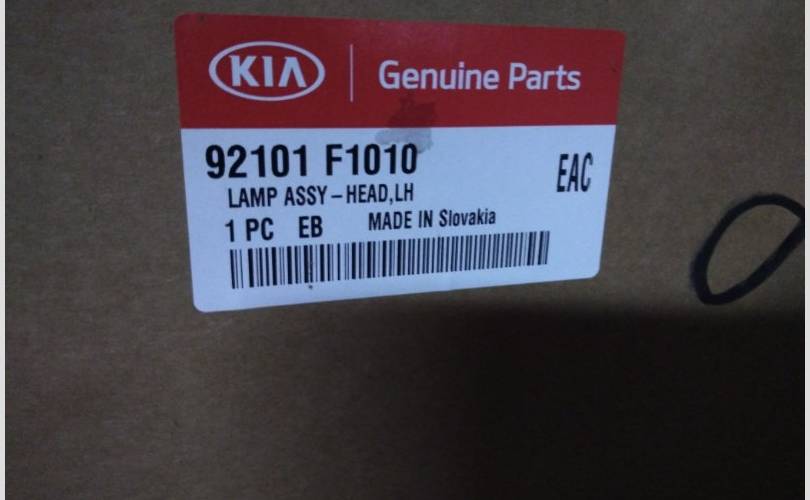 KIA Genuine Parts
92101 F1010
EAC
LAMP ASSY – HEAD,LH
1 PC EB MADE IN Slovakia